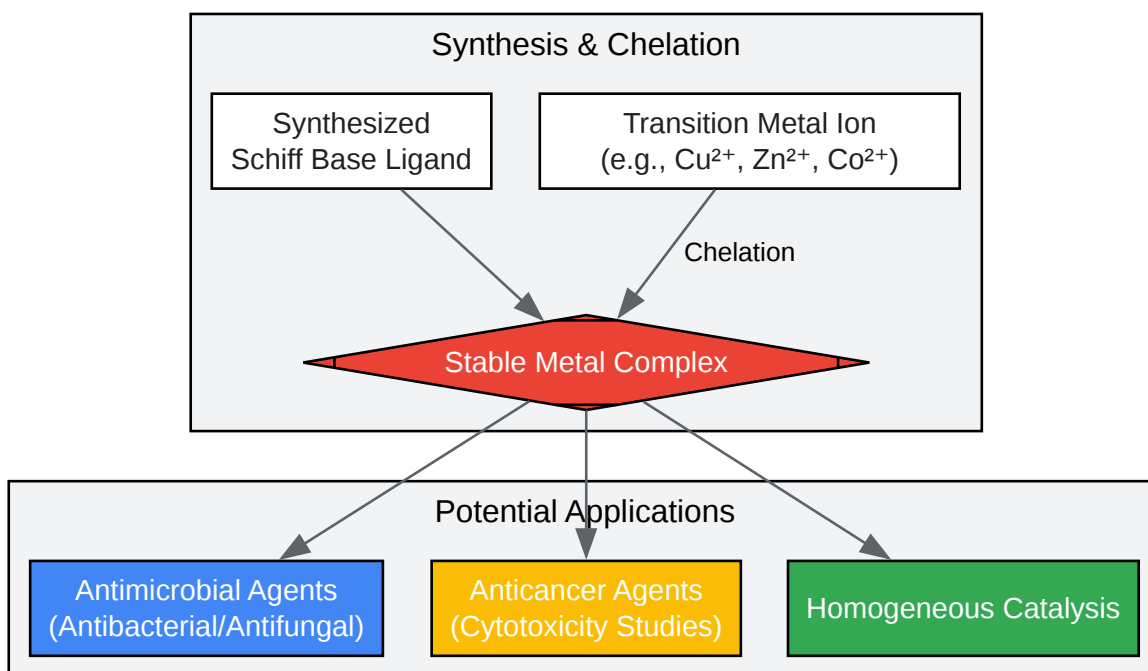 Synthesis & Chelation
Synthesized
Schiff Base Ligand
Transition Metal Ion
(e.g., Cu²⁺, Zn²⁺, Co²⁺)
Chelation
Stable Metal Complex
Potential Applications
Antimicrobial Agents
(Antibacterial/Antifungal)
Anticancer Agents
(Cytotoxicity Studies)
Homogeneous Catalysis